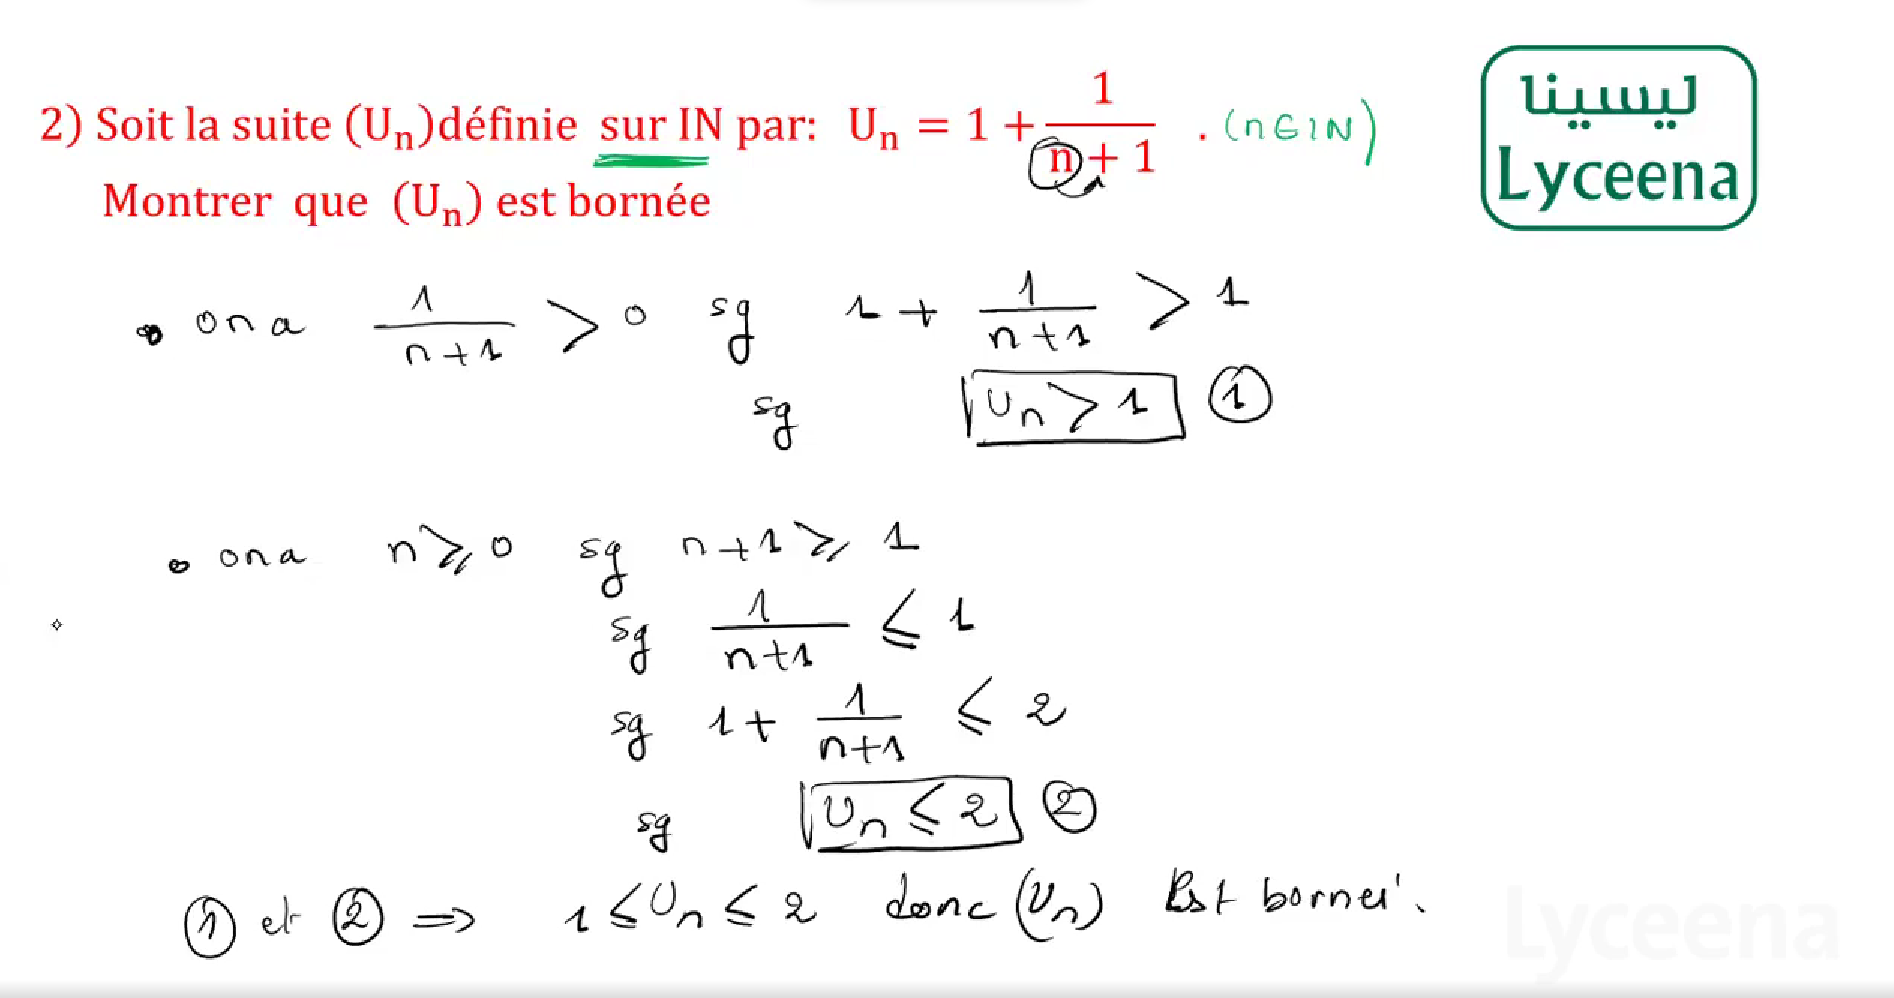 2) Soit la suite (Uₙ)définie sur IN par: Uₙ = 1 + 1/(n + 1) . (n∈IN)
Montrer que (Uₙ) est bornée
ليسينا
Lyceena
• on a 1/(n+1) > 0 sg 1 + 1/(n+1) > 1
sg Uₙ > 1 ①
• on a n ⩾ 0 sg n+1 ⩾ 1
sg 1/(n+1) ⩽ 1
sg 1 + 1/(n+1) ⩽ 2
sg Uₙ ⩽ 2 ②
① et ② ⇒ 1 ⩽ Uₙ ⩽ 2 donc (Uₙ) Est borneé.
Lyceena